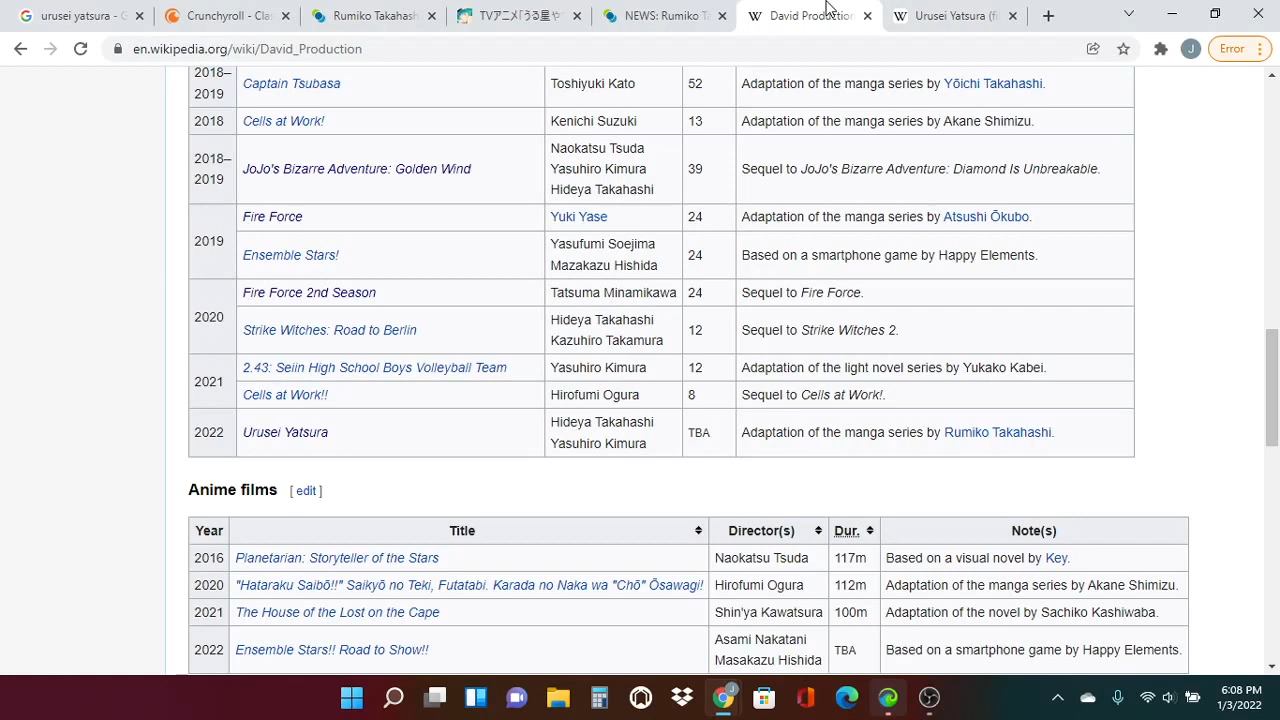 urusei yatsura - G
Crunchyroll - Cla
Rumiko Takahash
TVアニメ『うる星や
NEWS: Rumiko T
David Production
Urusei Yatsura (fi
en.wikipedia.org/wiki/David_Production
J
Error
2018–
2019
Captain Tsubasa
Toshiyuki Kato
52
Adaptation of the manga series by Yōichi Takahashi.
2018
Cells at Work!
Kenichi Suzuki
13
Adaptation of the manga series by Akane Shimizu.
2018–
2019
JoJo's Bizarre Adventure: Golden Wind
Naokatsu Tsuda
Yasuhiro Kimura
Hideya Takahashi
39
Sequel to JoJo's Bizarre Adventure: Diamond Is Unbreakable.
2019
Fire Force
Yuki Yase
24
Adaptation of the manga series by Atsushi Ōkubo.
Ensemble Stars!
Yasufumi Soejima
Mazakazu Hishida
24
Based on a smartphone game by Happy Elements.
2020
Fire Force 2nd Season
Tatsuma Minamikawa
24
Sequel to Fire Force.
Strike Witches: Road to Berlin
Hideya Takahashi
Kazuhiro Takamura
12
Sequel to Strike Witches 2.
2021
2.43: Seiin High School Boys Volleyball Team
Yasuhiro Kimura
12
Adaptation of the light novel series by Yukako Kabei.
Cells at Work!!
Hirofumi Ogura
8
Sequel to Cells at Work!.
2022
Urusei Yatsura
Hideya Takahashi
Yasuhiro Kimura
TBA
Adaptation of the manga series by Rumiko Takahashi.
Anime films [ edit ]
Year
Title
Director(s)
Dur.
Note(s)
2016
Planetarian: Storyteller of the Stars
Naokatsu Tsuda
117m
Based on a visual novel by Key.
2020
"Hataraku Saibō!!" Saikyō no Teki, Futatabi. Karada no Naka wa "Chō" Ōsawagi!
Hirofumi Ogura
112m
Adaptation of the manga series by Akane Shimizu.
2021
The House of the Lost on the Cape
Shin'ya Kawatsura
100m
Adaptation of the novel by Sachiko Kashiwaba.
2022
Ensemble Stars!! Road to Show!!
Asami Nakatani
Masakazu Hishida
TBA
Based on a smartphone game by Happy Elements.
6:08 PM
1/3/2022